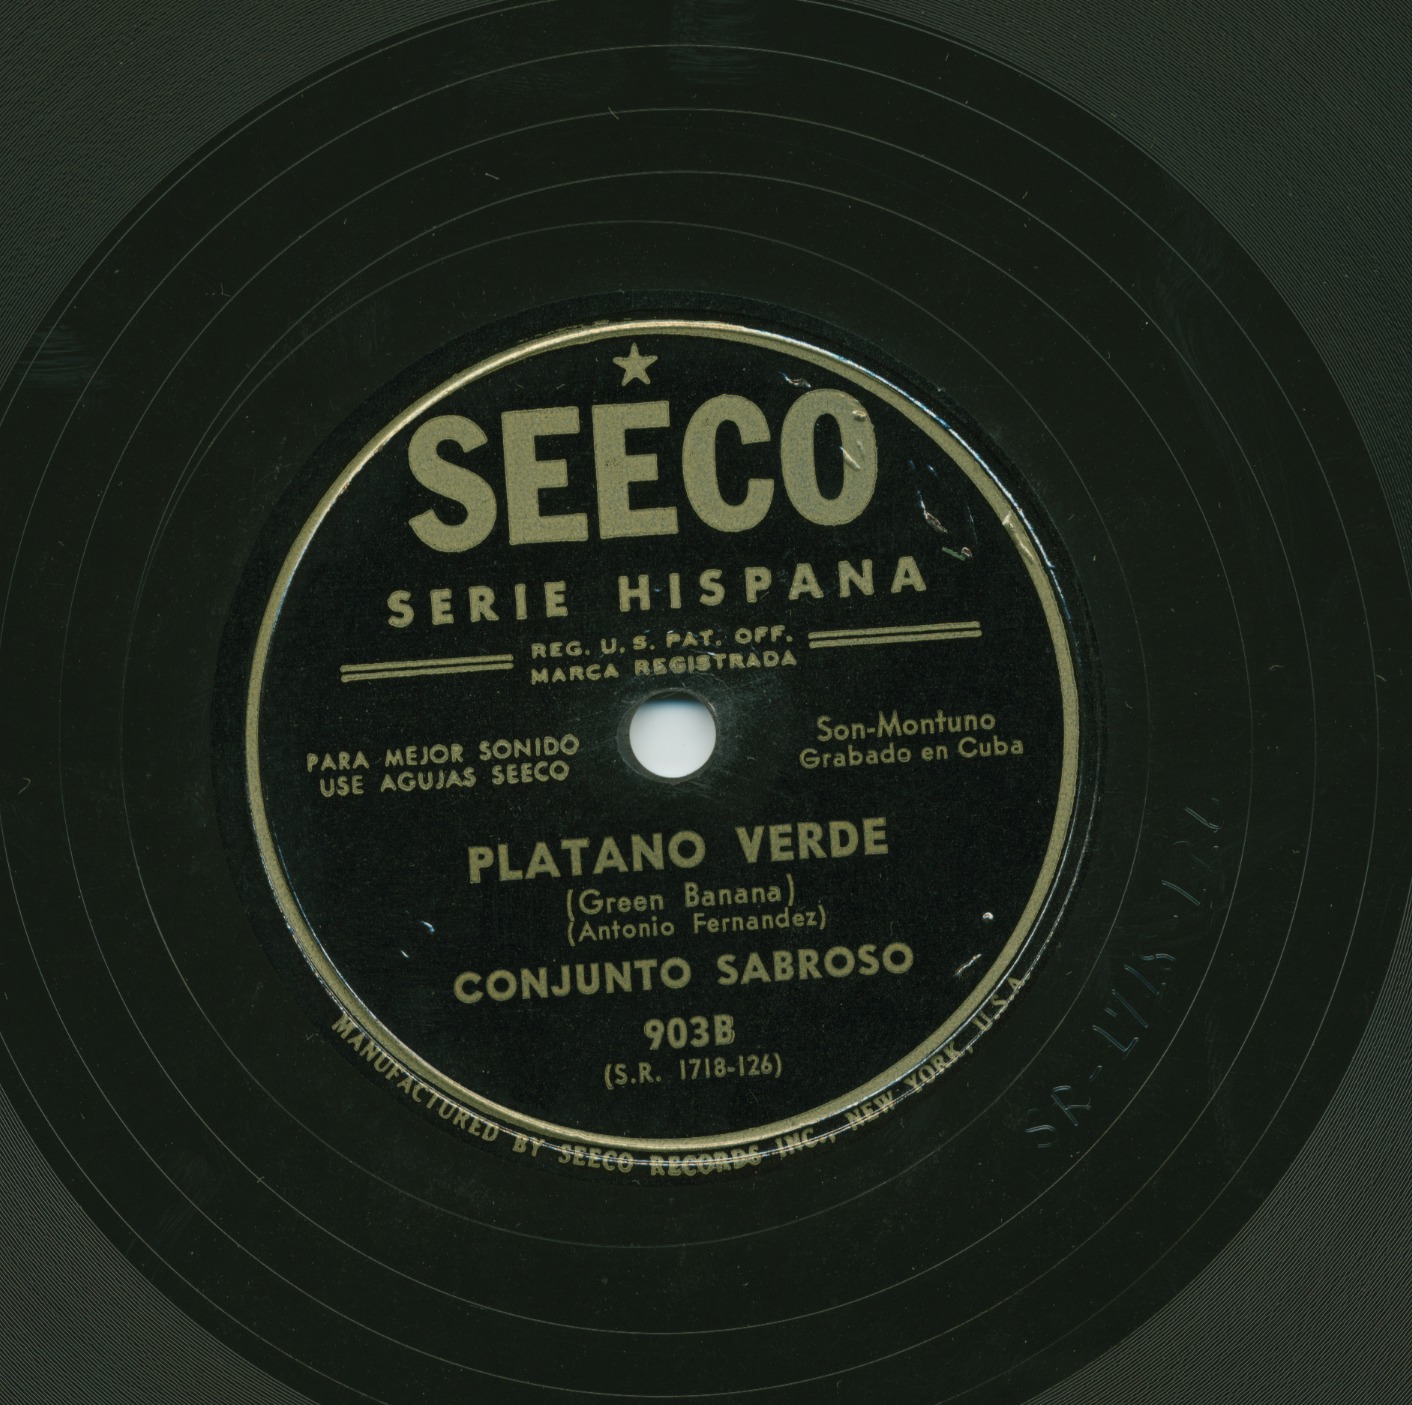 SEECO
SERIE HISPANA
REG. U.S. PAT. OFF.
MARCA REGISTRADA
PARA MEJOR SONIDO
USE AGUJAS SEECO
Son-Montuno
Grabado en Cuba
PLATANO VERDE
(Green Banana)
(Antonio Fernandez)
CONJUNTO SABROSO
903B
(S.R. 1718-126)
MANUFACTURED BY SEECO RECORDS INC., NEW YORK, U.S.A.